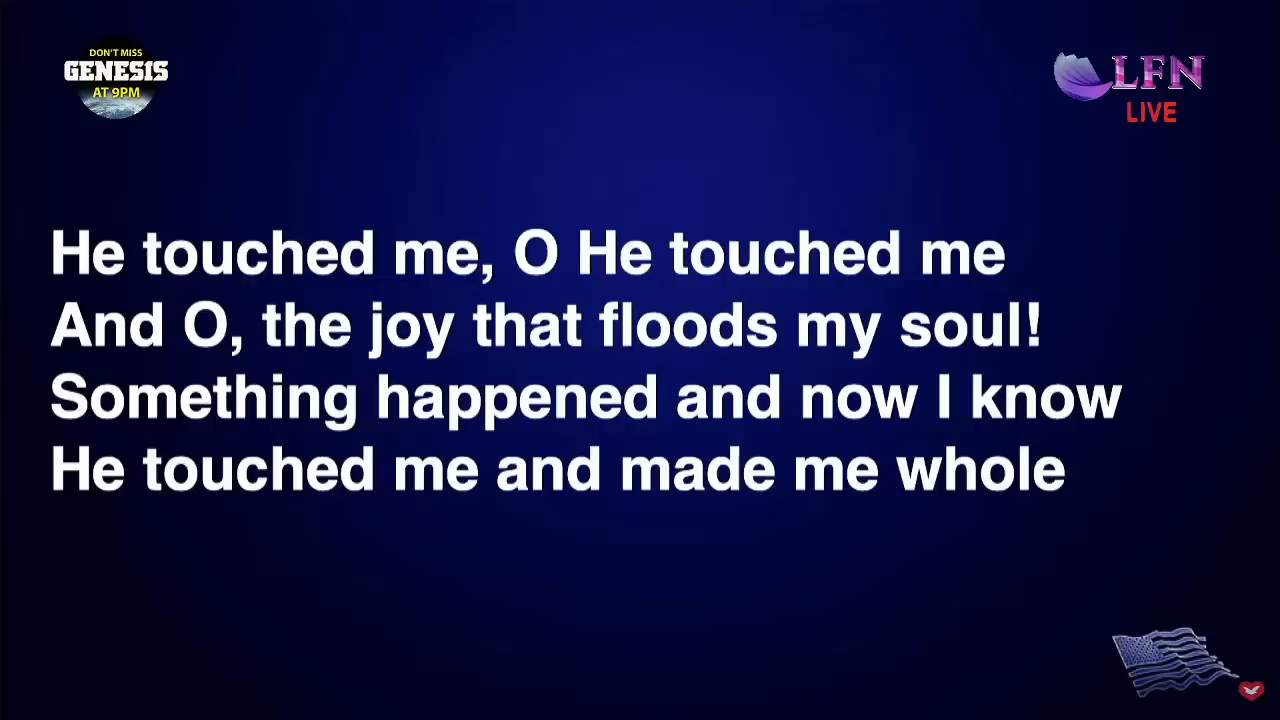 DON'T MISS
GENESIS
AT 9PM
LFN
LIVE
He touched me, O He touched me
And O, the joy that floods my soul!
Something happened and now I know
He touched me and made me whole